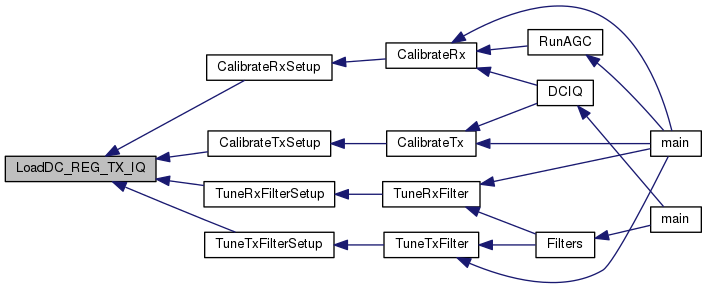 LoadDC_REG_TX_IQ
CalibrateRxSetup
CalibrateRx
RunAGC
DCIQ
CalibrateTxSetup
CalibrateTx
main
TuneRxFilterSetup
TuneRxFilter
main
TuneTxFilterSetup
TuneTxFilter
Filters